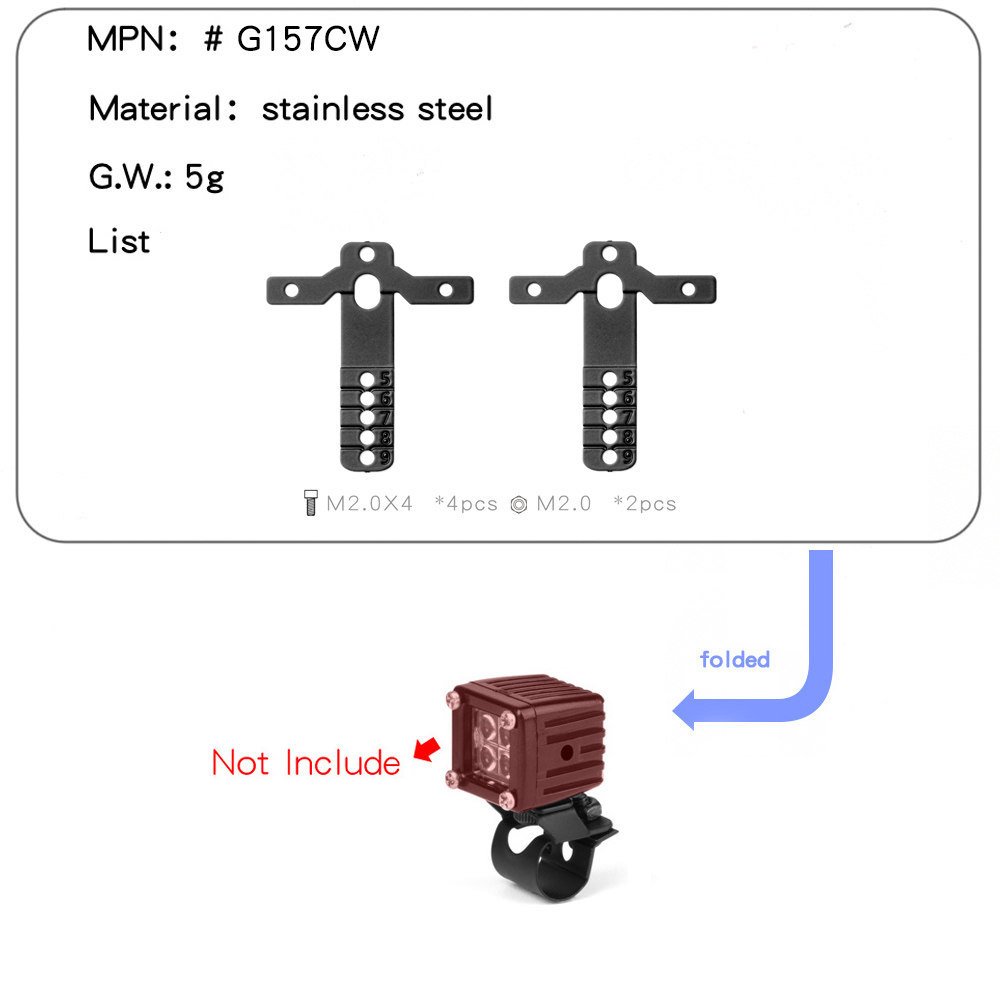 MPN: # G157CW
Material: stainless steel
G.W.: 5g
List
5 5
6 6
7 7
8 8
9 9
M2.0X4 *4pcs M2.0 *2pcs
folded
Not Include